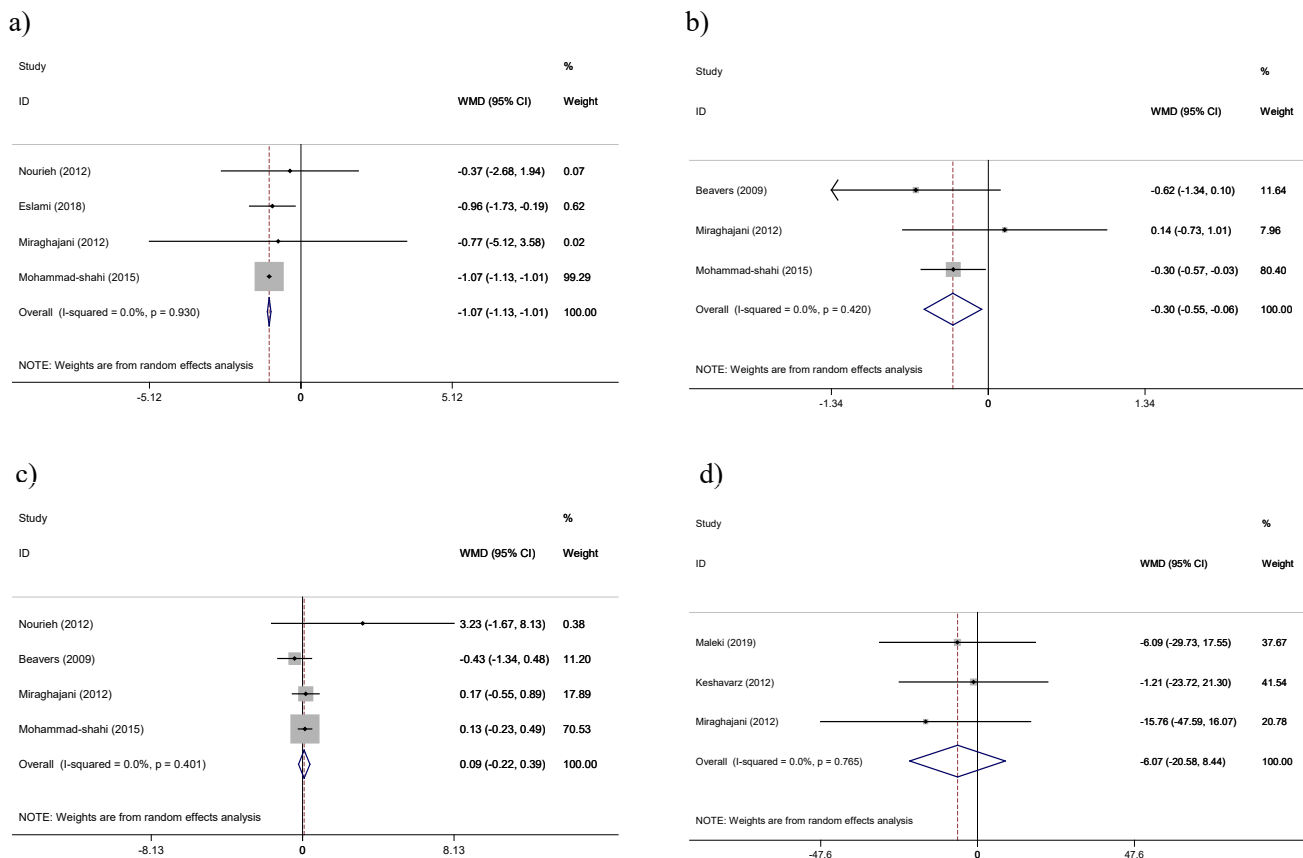 a)
Study %
ID WMD (95% CI) Weight
Nourieh (2012) -0.37 (-2.68, 1.94) 0.07
Eslami (2018) -0.96 (-1.73, -0.19) 0.62
Miraghajani (2012) -0.77 (-5.12, 3.58) 0.02
Mohammad-shahi (2015) -1.07 (-1.13, -1.01) 99.29
Overall (I-squared = 0.0%, p = 0.930) -1.07 (-1.13, -1.01) 100.00
NOTE: Weights are from random effects analysis
-5.12 0 5.12
b)
Study %
ID WMD (95% CI) Weight
Beavers (2009) -0.62 (-1.34, 0.10) 11.64
Miraghajani (2012) 0.14 (-0.73, 1.01) 7.96
Mohammad-shahi (2015) -0.30 (-0.57, -0.03) 80.40
Overall (I-squared = 0.0%, p = 0.420) -0.30 (-0.55, -0.06) 100.00
NOTE: Weights are from random effects analysis
-1.34 0 1.34
c)
Study %
ID WMD (95% CI) Weight
Nourieh (2012) 3.23 (-1.67, 8.13) 0.38
Beavers (2009) -0.43 (-1.34, 0.48) 11.20
Miraghajani (2012) 0.17 (-0.55, 0.89) 17.89
Mohammad-shahi (2015) 0.13 (-0.23, 0.49) 70.53
Overall (I-squared = 0.0%, p = 0.401) 0.09 (-0.22, 0.39) 100.00
NOTE: Weights are from random effects analysis
-8.13 0 8.13
d)
Study %
ID WMD (95% CI) Weight
Maleki (2019) -6.09 (-29.73, 17.55) 37.67
Keshavarz (2012) -1.21 (-23.72, 21.30) 41.54
Miraghajani (2012) -15.76 (-47.59, 16.07) 20.78
Overall (I-squared = 0.0%, p = 0.765) -6.07 (-20.58, 8.44) 100.00
NOTE: Weights are from random effects analysis
-47.6 0 47.6